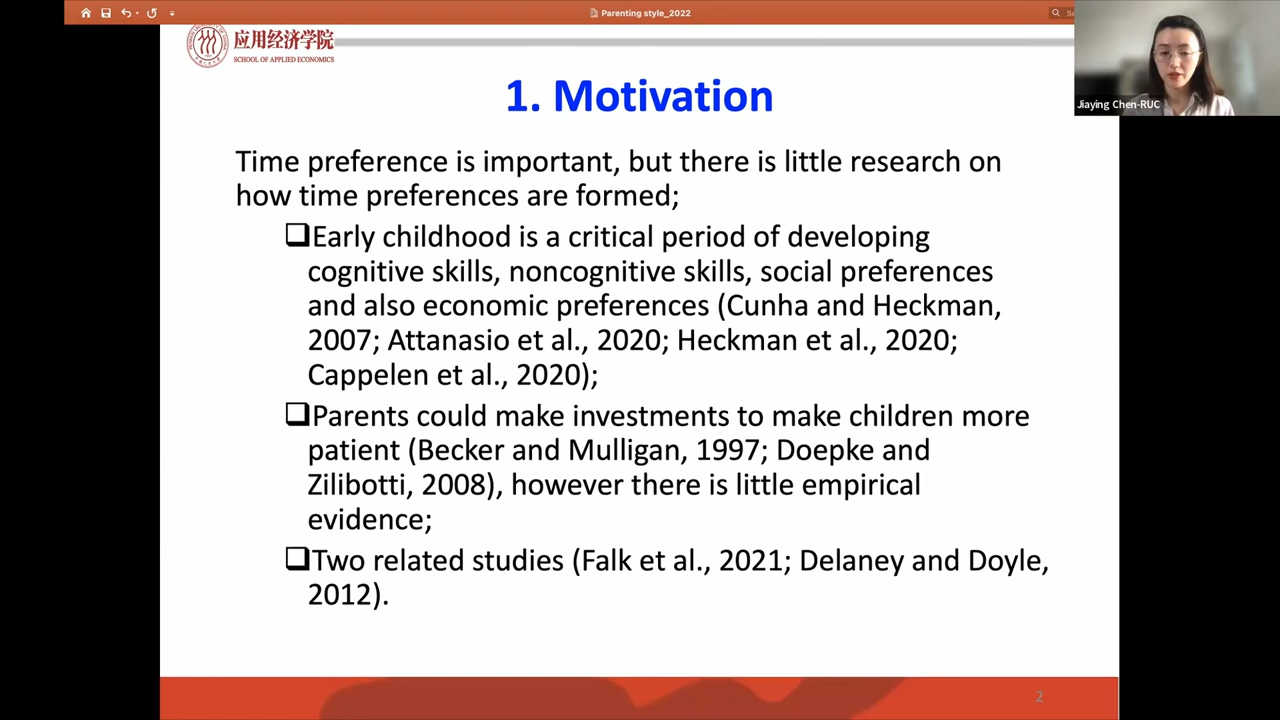 Parenting style_2022
Jiaying Chen-RUC
应用经济学院
SCHOOL OF APPLIED ECONOMICS
1. Motivation
Time preference is important, but there is little research on
how time preferences are formed;
Early childhood is a critical period of developing
cognitive skills, noncognitive skills, social preferences
and also economic preferences (Cunha and Heckman,
2007; Attanasio et al., 2020; Heckman et al., 2020;
Cappelen et al., 2020);
Parents could make investments to make children more
patient (Becker and Mulligan, 1997; Doepke and
Zilibotti, 2008), however there is little empirical
evidence;
Two related studies (Falk et al., 2021; Delaney and Doyle,
2012).
2